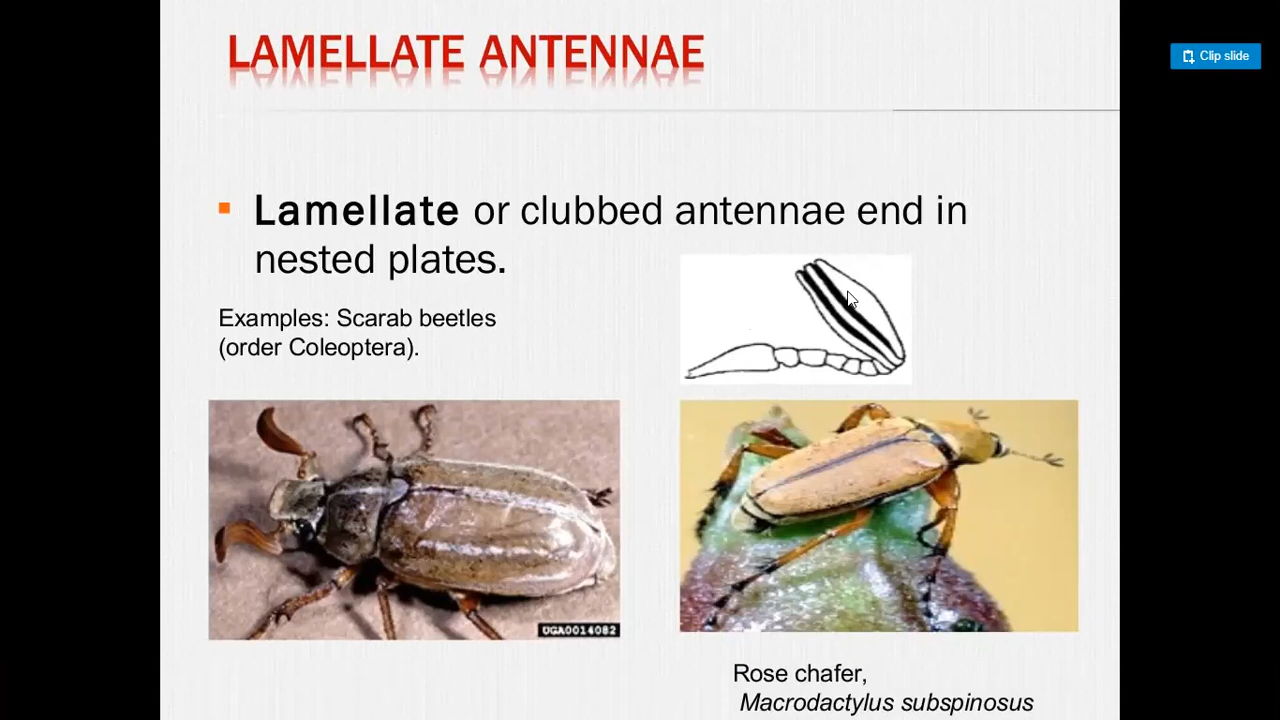 LAMELLATE ANTENNAE
Clip slide
▪ Lamellate or clubbed antennae end in
nested plates.
Examples: Scarab beetles
(order Coleoptera).
UGA0014082
Rose chafer,
Macrodactylus subspinosus